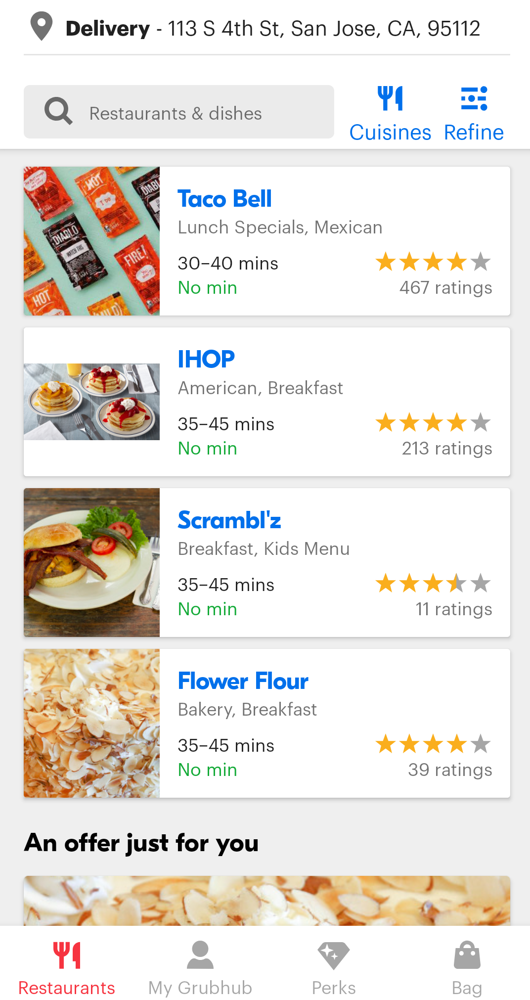 Delivery - 113 S 4th St, San Jose, CA, 95112
Restaurants & dishes
Cuisines
Refine
HOT
I DO
DIABLO
WATCH THIS
FIRE!
HOT
Taco Bell
Lunch Specials, Mexican
30–40 mins
No min
467 ratings
IHOP
American, Breakfast
35–45 mins
No min
213 ratings
Scrambl'z
Breakfast, Kids Menu
35–45 mins
No min
11 ratings
Flower Flour
Bakery, Breakfast
35–45 mins
No min
39 ratings
An offer just for you
Restaurants
My Grubhub
Perks
Bag